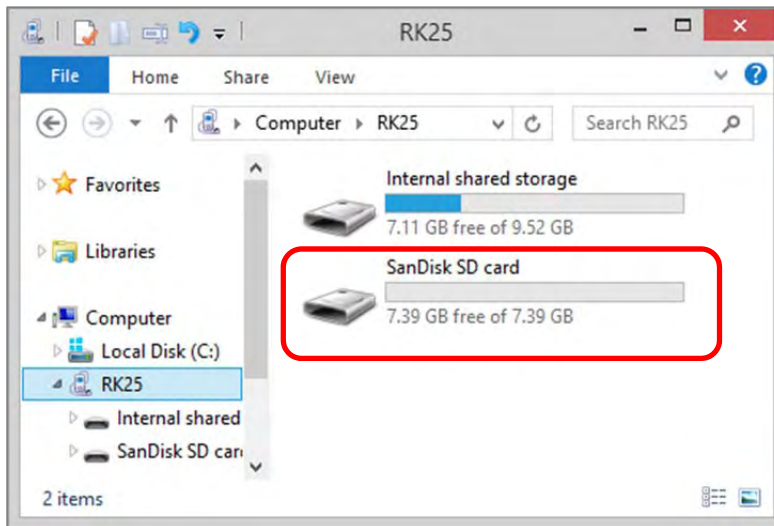 RK25
File Home Share View
Computer RK25 Search RK25
Favorites
Libraries
Computer
Local Disk (C:)
RK25
Internal shared
SanDisk SD car
2 items
Internal shared storage
7.11 GB free of 9.52 GB
SanDisk SD card
7.39 GB free of 7.39 GB